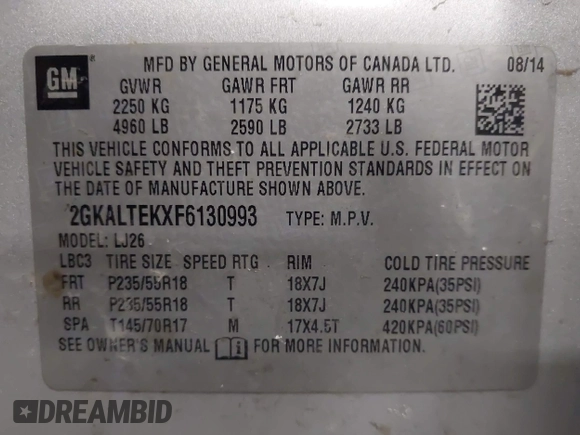 GM ® MFD BY GENERAL MOTORS OF CANADA LTD. 08/14
GVWR GAWR FRT GAWR RR
2250 KG 1175 KG 1240 KG
4960 LB 2590 LB 2733 LB
THIS VEHICLE CONFORMS TO ALL APPLICABLE U.S. FEDERAL MOTOR
VEHICLE SAFETY AND THEFT PREVENTION STANDARDS IN EFFECT ON
THE DATE OF MANUFACTURE SHOWN ABOVE.
2GKALTEKXF6130993 TYPE: M.P.V.
MODEL: LJ26
LBC3 TIRE SIZE SPEED RTG RIM COLD TIRE PRESSURE
FRT P235/55R18 T 18X7J 240KPA(35PSI)
RR P235/55R18 T 18X7J 240KPA(35PSI)
SPA T145/70R17 M 17X4.5T 420KPA(60PSI)
SEE OWNER'S MANUAL FOR MORE INFORMATION.
DREAMBID